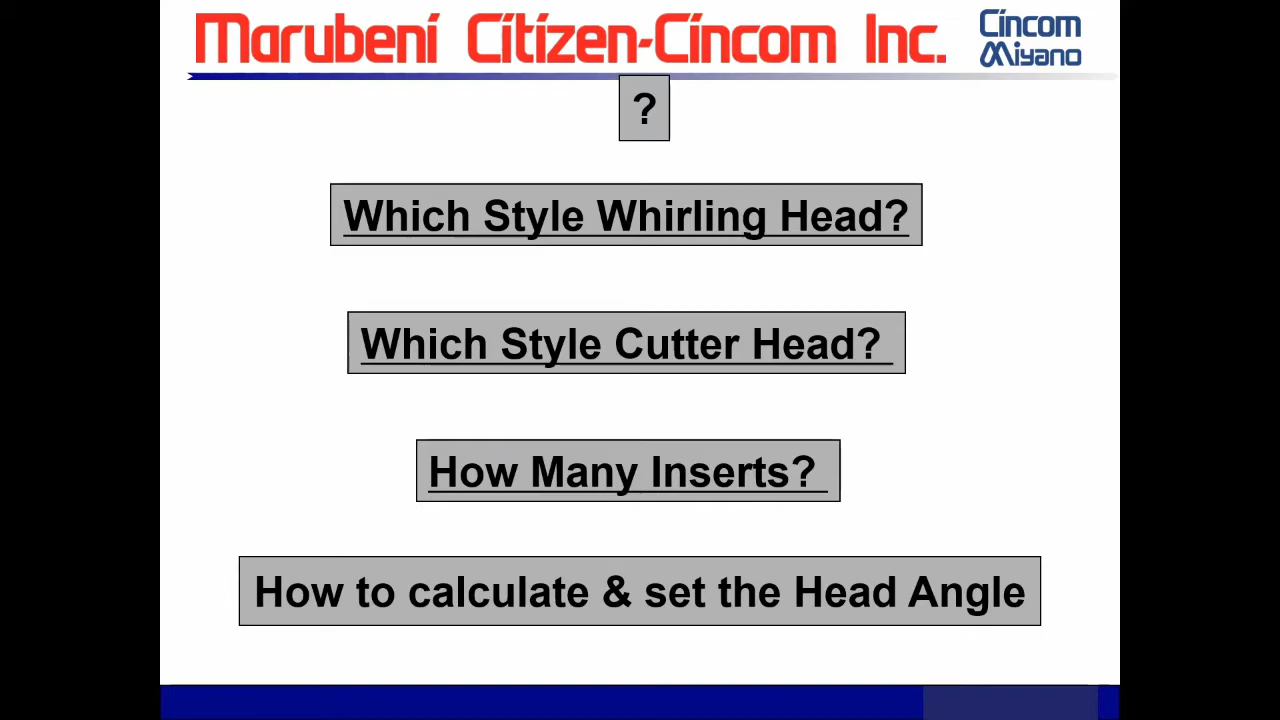 Marubeni Citizen-Cincom Inc.
Cincom
Miyano
?
Which Style Whirling Head?
Which Style Cutter Head?
How Many Inserts?
How to calculate & set the Head Angle